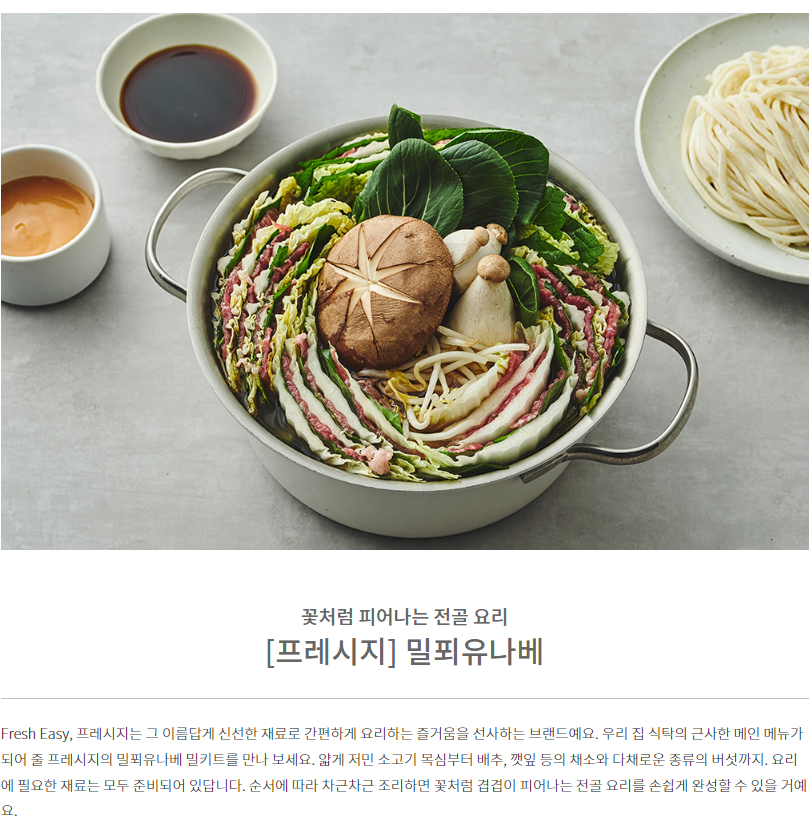 꽃처럼 피어나는 전골 요리
[프레시지] 밀푀유나베
Fresh Easy, 프레시지는 그 이름답게 신선한 재료로 간편하게 요리하는 즐거움을 선사하는 브랜드예요. 우리 집 식탁의 근사한 메인 메뉴가
되어 줄 프레시지의 밀푀유나베 밀키트를 만나 보세요. 얇게 저민 소고기 목심부터 배추, 깻잎 등의 채소와 다채로운 종류의 버섯까지. 요리
에 필요한 재료는 모두 준비되어 있답니다. 순서에 따라 차근차근 조리하면 꽃처럼 겹겹이 피어나는 전골 요리를 손쉽게 완성할 수 있을 거예
요.